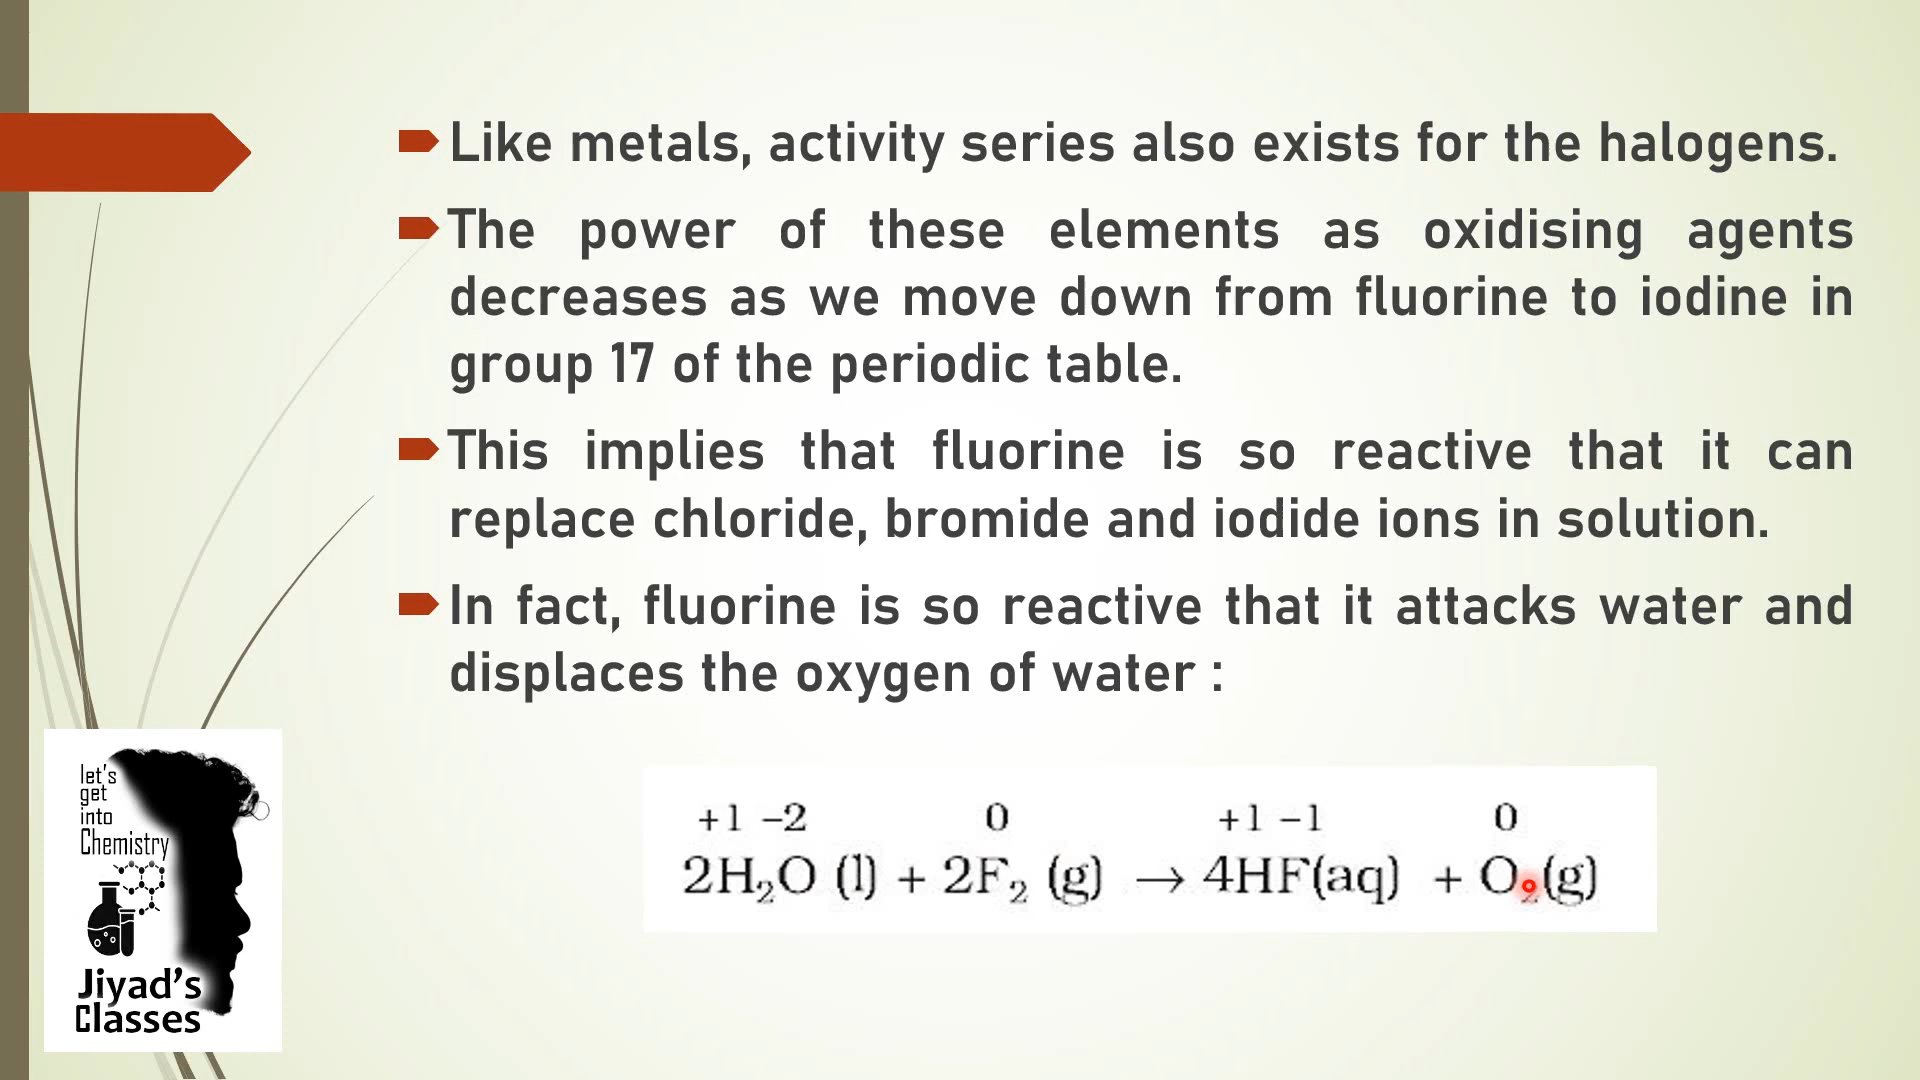 Like metals, activity series also exists for the halogens.
The power of these elements as oxidising agents
decreases as we move down from fluorine to iodine in
group 17 of the periodic table.
This implies that fluorine is so reactive that it can
replace chloride, bromide and iodide ions in solution.
In fact, fluorine is so reactive that it attacks water and
displaces the oxygen of water :
+1 −2 0 +1 −1 0
2H₂O (l) + 2F₂ (g) → 4HF(aq) + O₂(g)
let's
get
into
Chemistry
Jiyad's
Classes